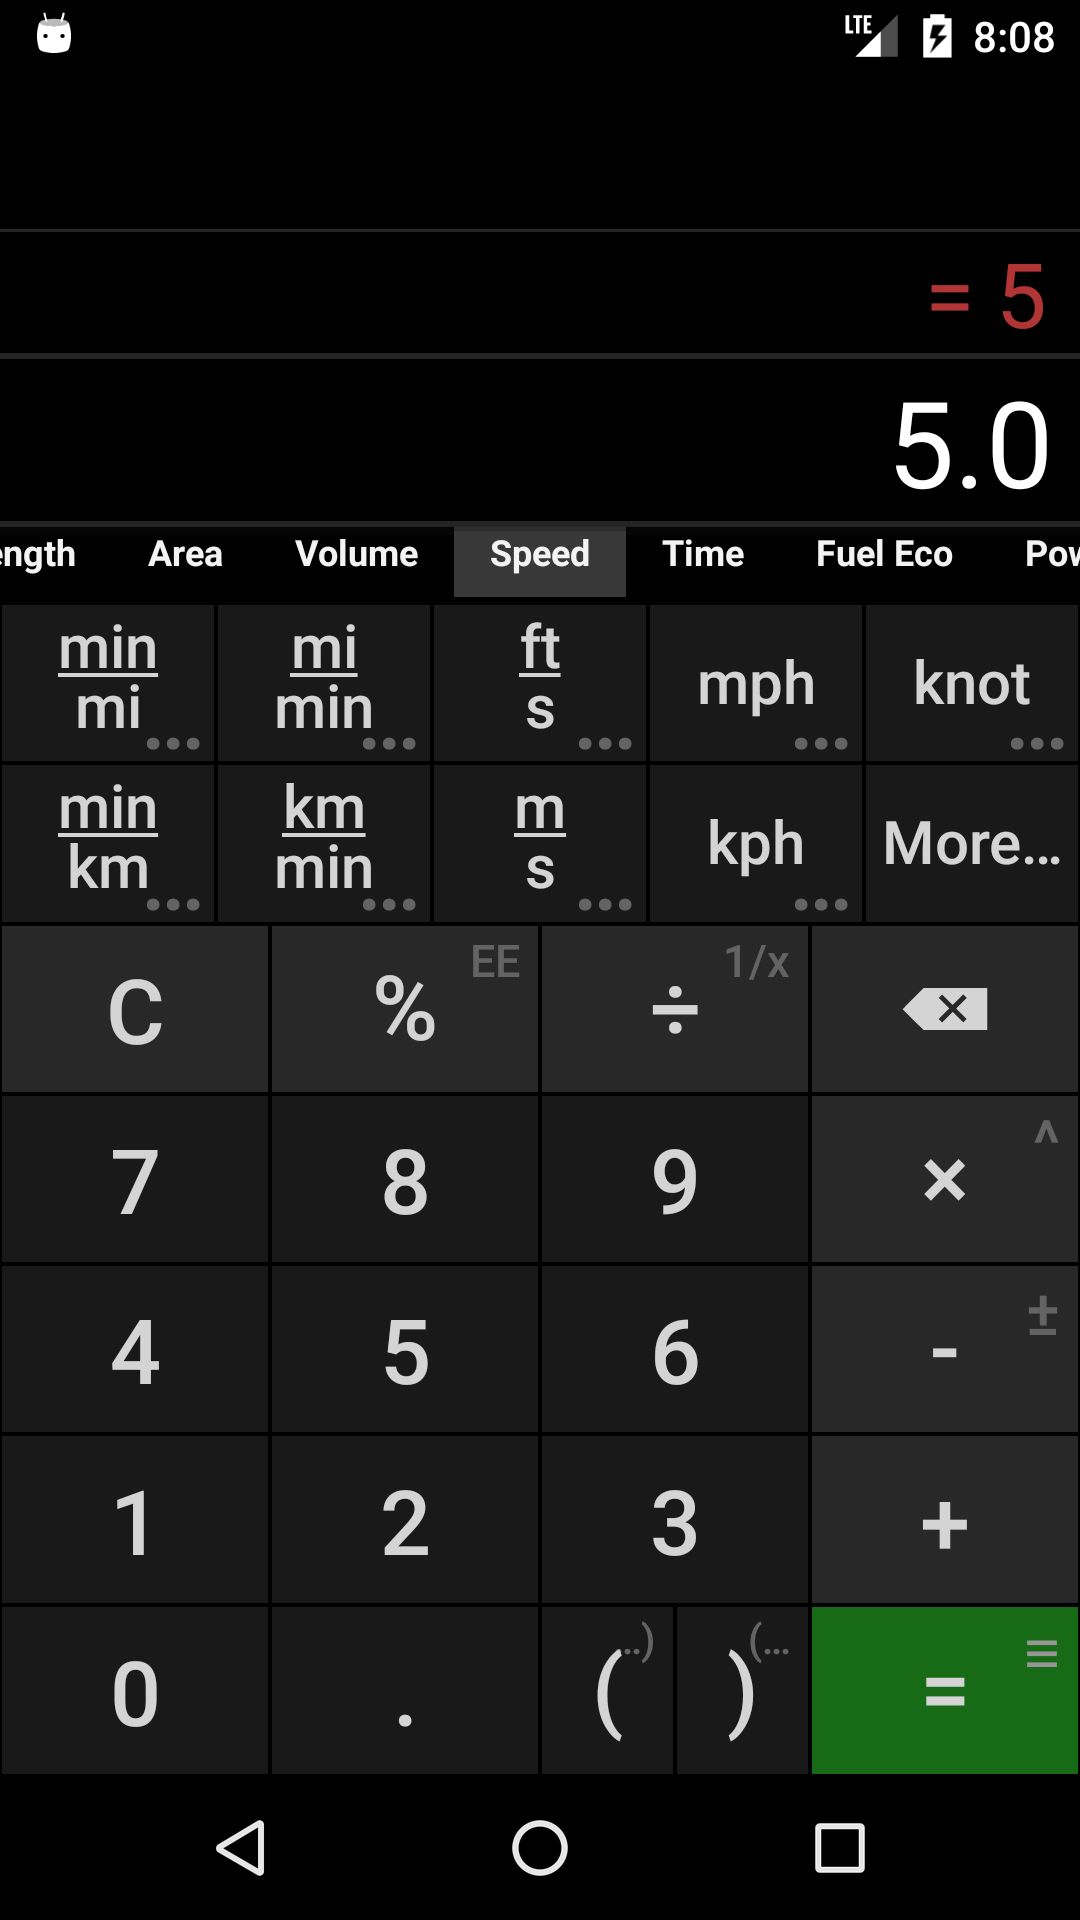 LTE 8:08
= 5
5.0
ength Area Volume Speed Time Fuel Eco Pow
min
mi
mi
min
ft
s
mph
knot
min
km
km
min
m
s
kph
More...
C
% EE
÷ 1/x
7
8
9
× ^
4
5
6
- ±
1
2
3
+
0
.
( ..)
) (...
=